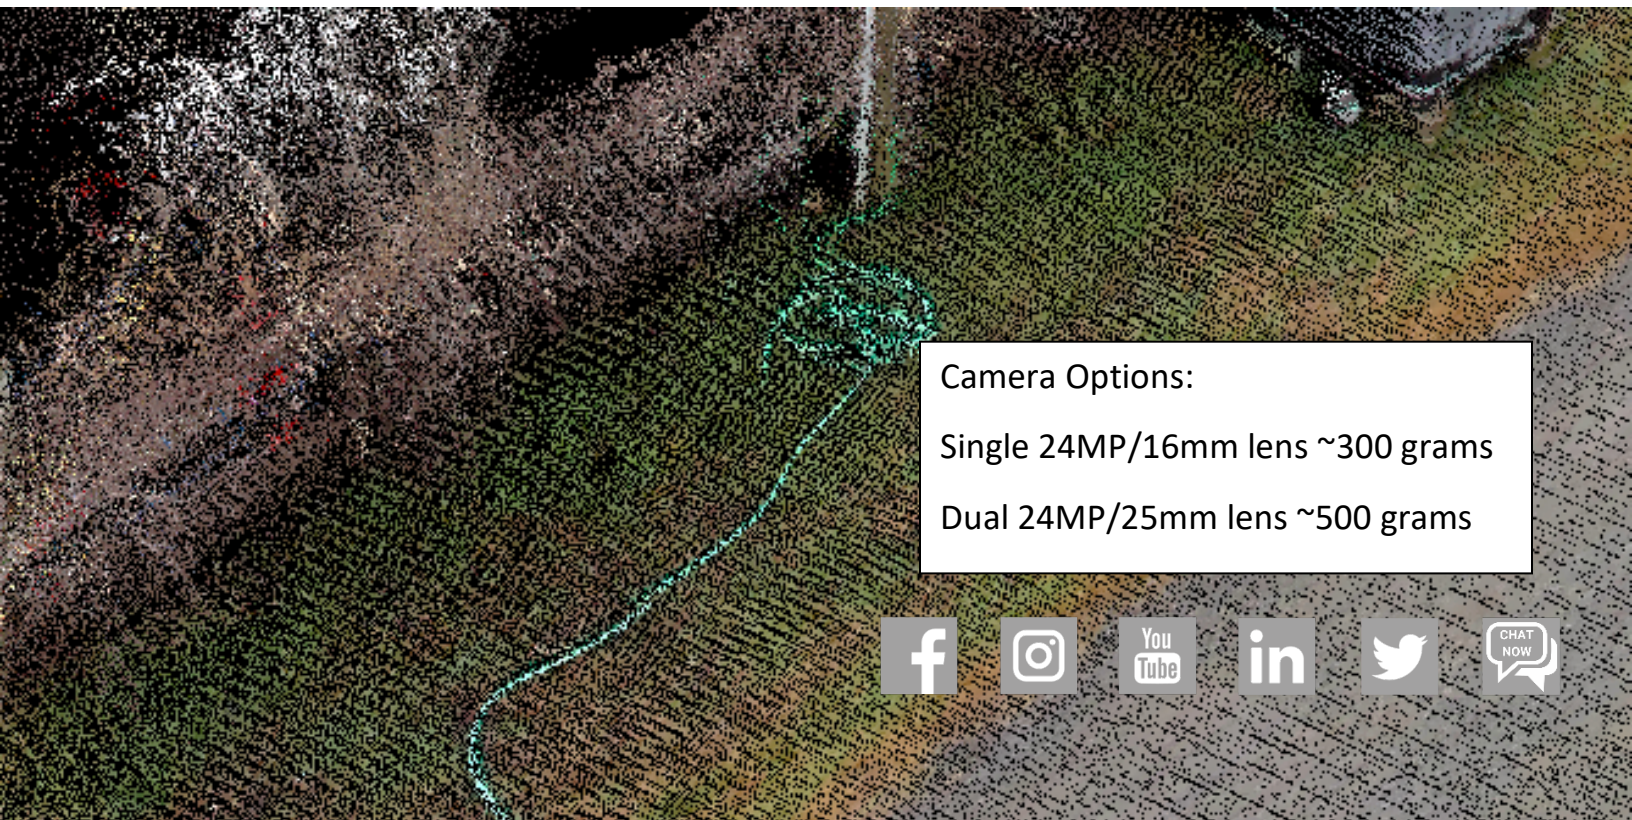 Camera Options:
Single 24MP/16mm lens ~300 grams
Dual 24MP/25mm lens ~500 grams
f
You
Tube
in
CHAT
NOW